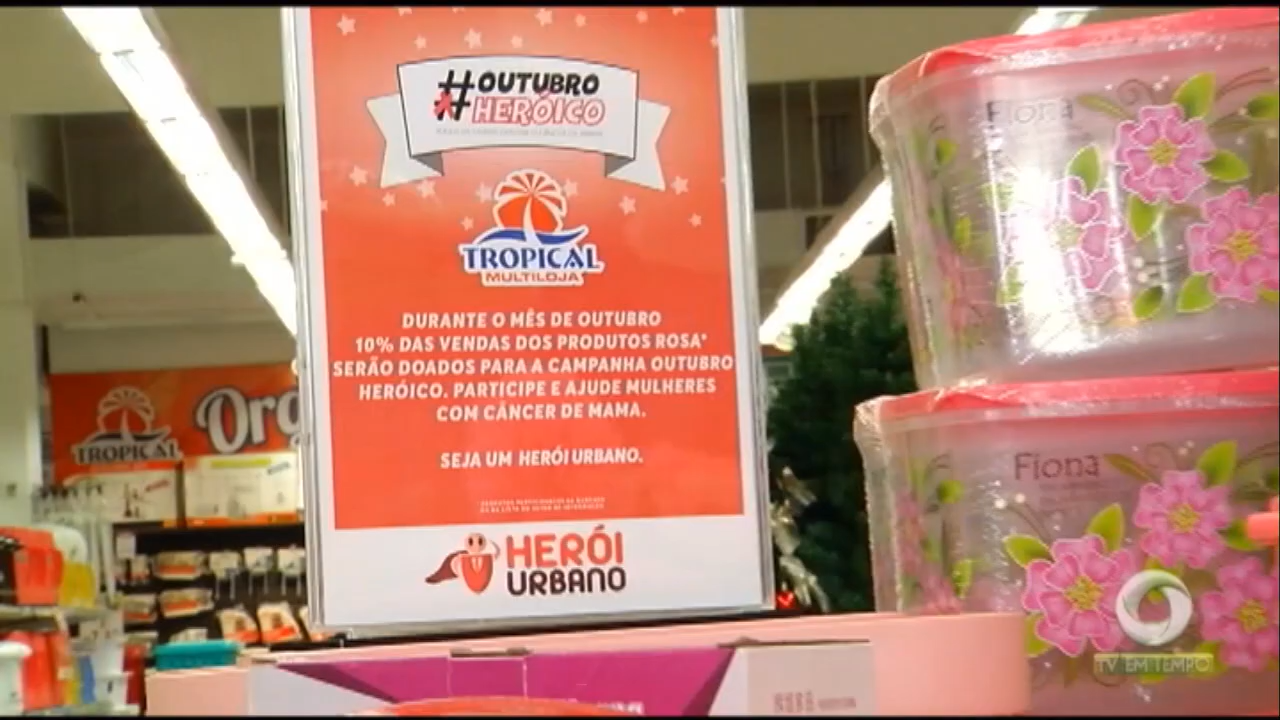 #OUTUBRO
HERÓICO
TROPICAL
MULTILOJA
DURANTE O MÊS DE OUTUBRO
10% DAS VENDAS DOS PRODUTOS ROSA*
SERÃO DOADOS PARA A CAMPANHA OUTUBRO
HERÓICO. PARTICIPE E AJUDE MULHERES
COM CÂNCER DE MAMA.
SEJA UM HERÓI URBANO.
HERÓI
URBANO
TROPICAL
Org
Fiona
Fiona
TV EM TEMPO